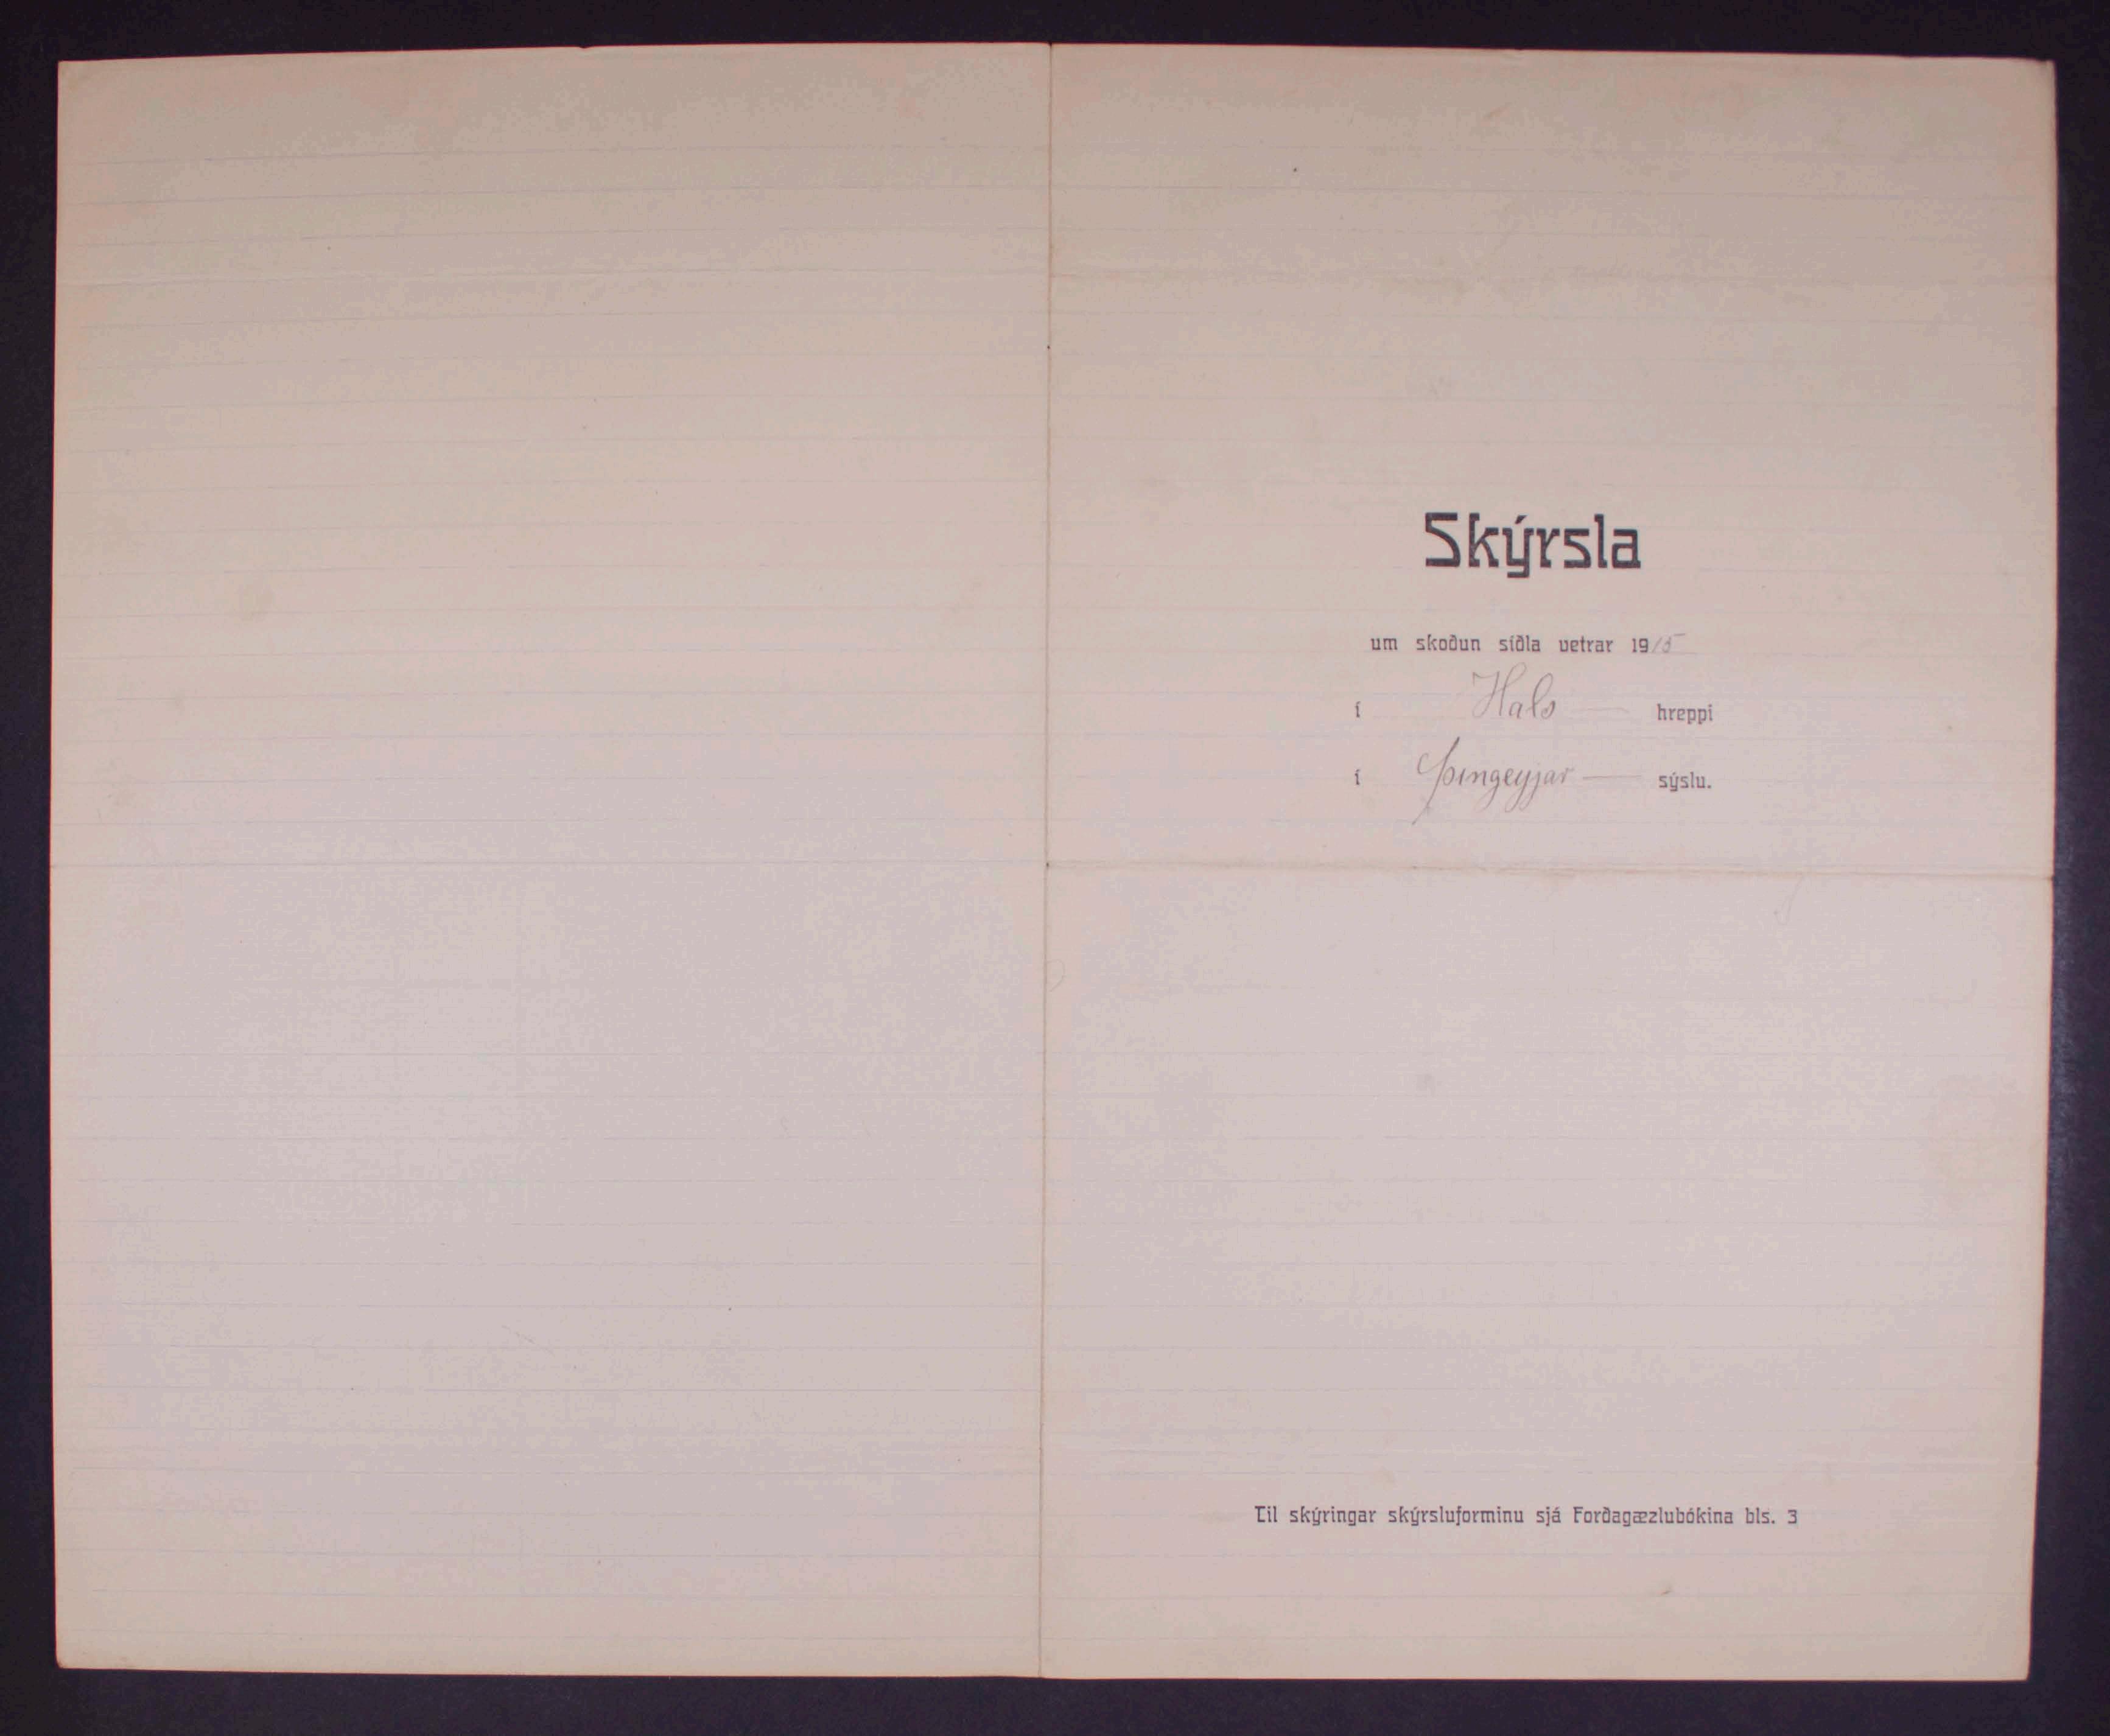 Skýrsla
um skoðun síðla vetrar 1915
í Hals hreppi
í Þingeyjar sýslu.
Til skýringar skýrsluforminu sjá Forðagæzlubókina bls. 3